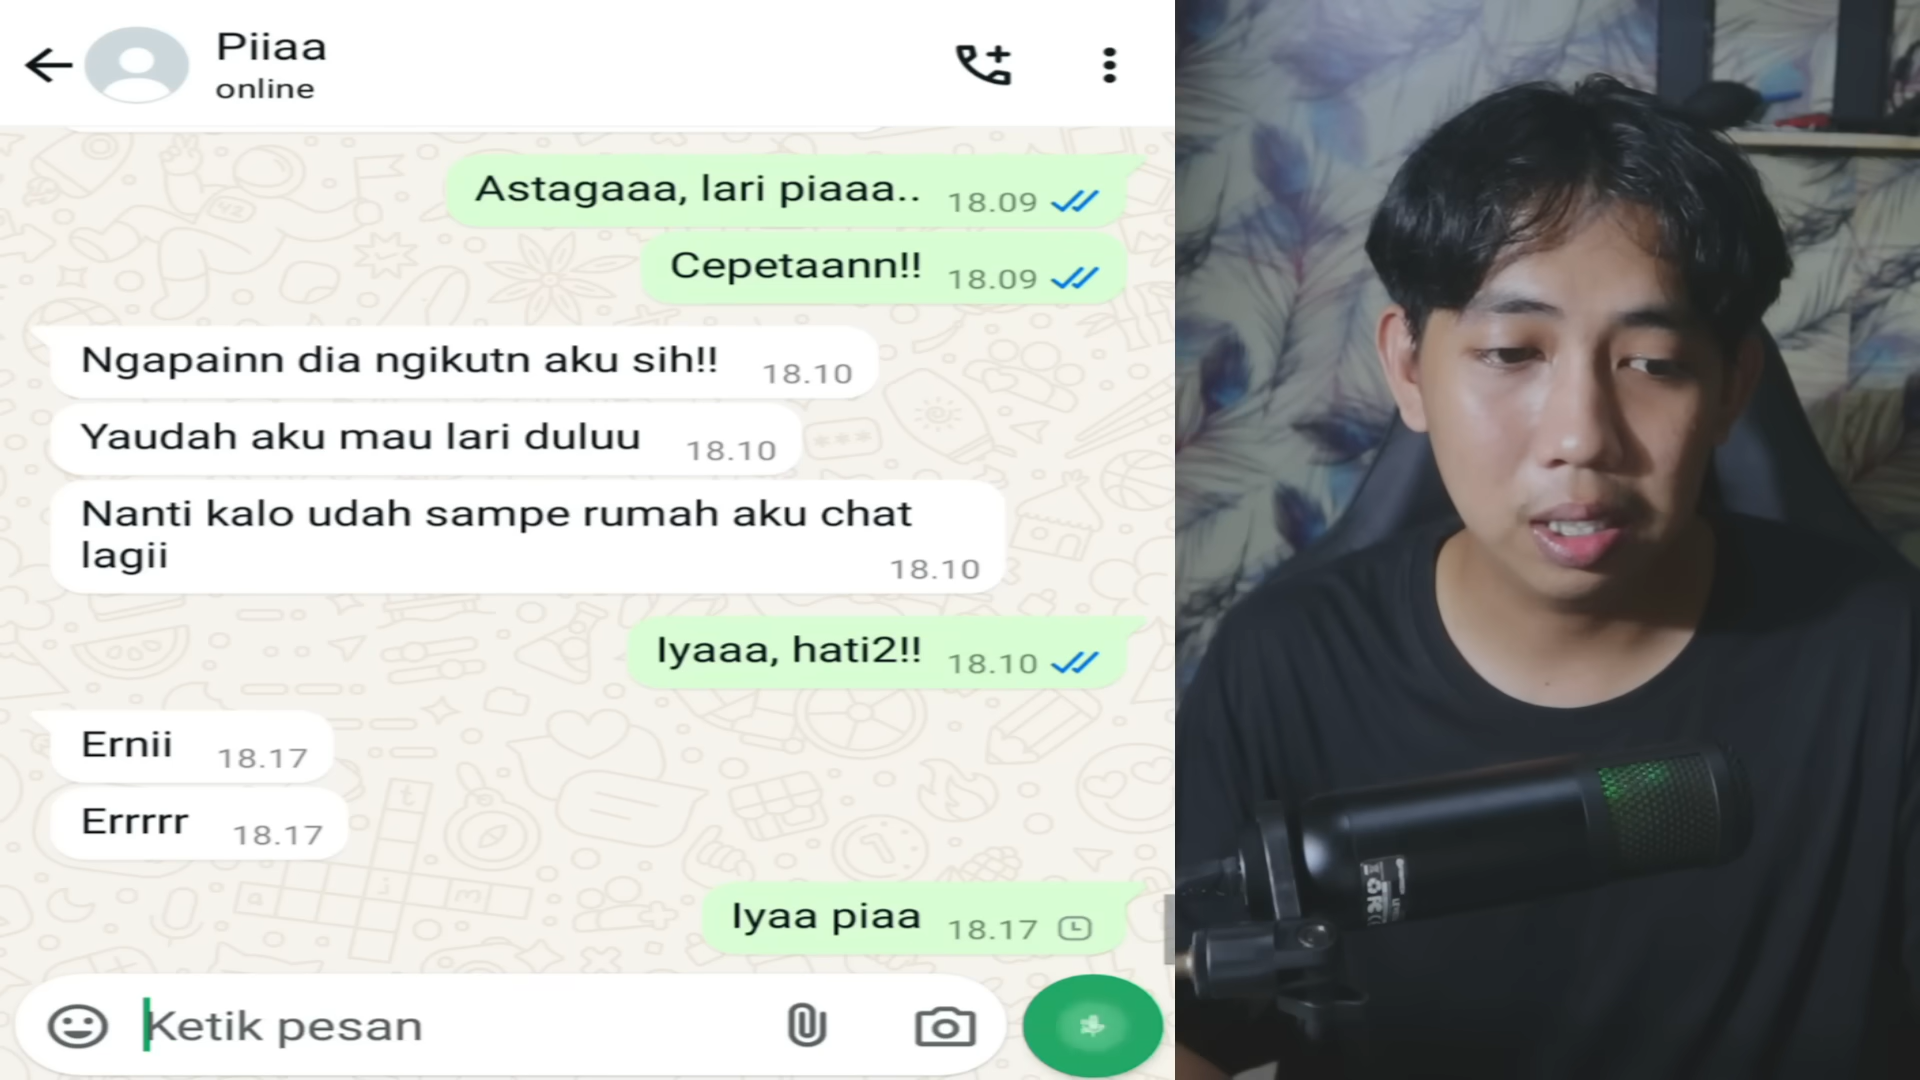 Piiaa
online
Astagaaa, lari piaaa.. 18.09
Cepetaann!! 18.09
Ngapainn dia ngikutn aku sih!! 18.10
Yaudah aku mau lari duluu 18.10
Nanti kalo udah sampe rumah aku chat
lagii
18.10
Iyaaa, hati2!! 18.10
Ernii 18.17
Errrrr 18.17
Iyaa piaa 18.17
Ketik pesan